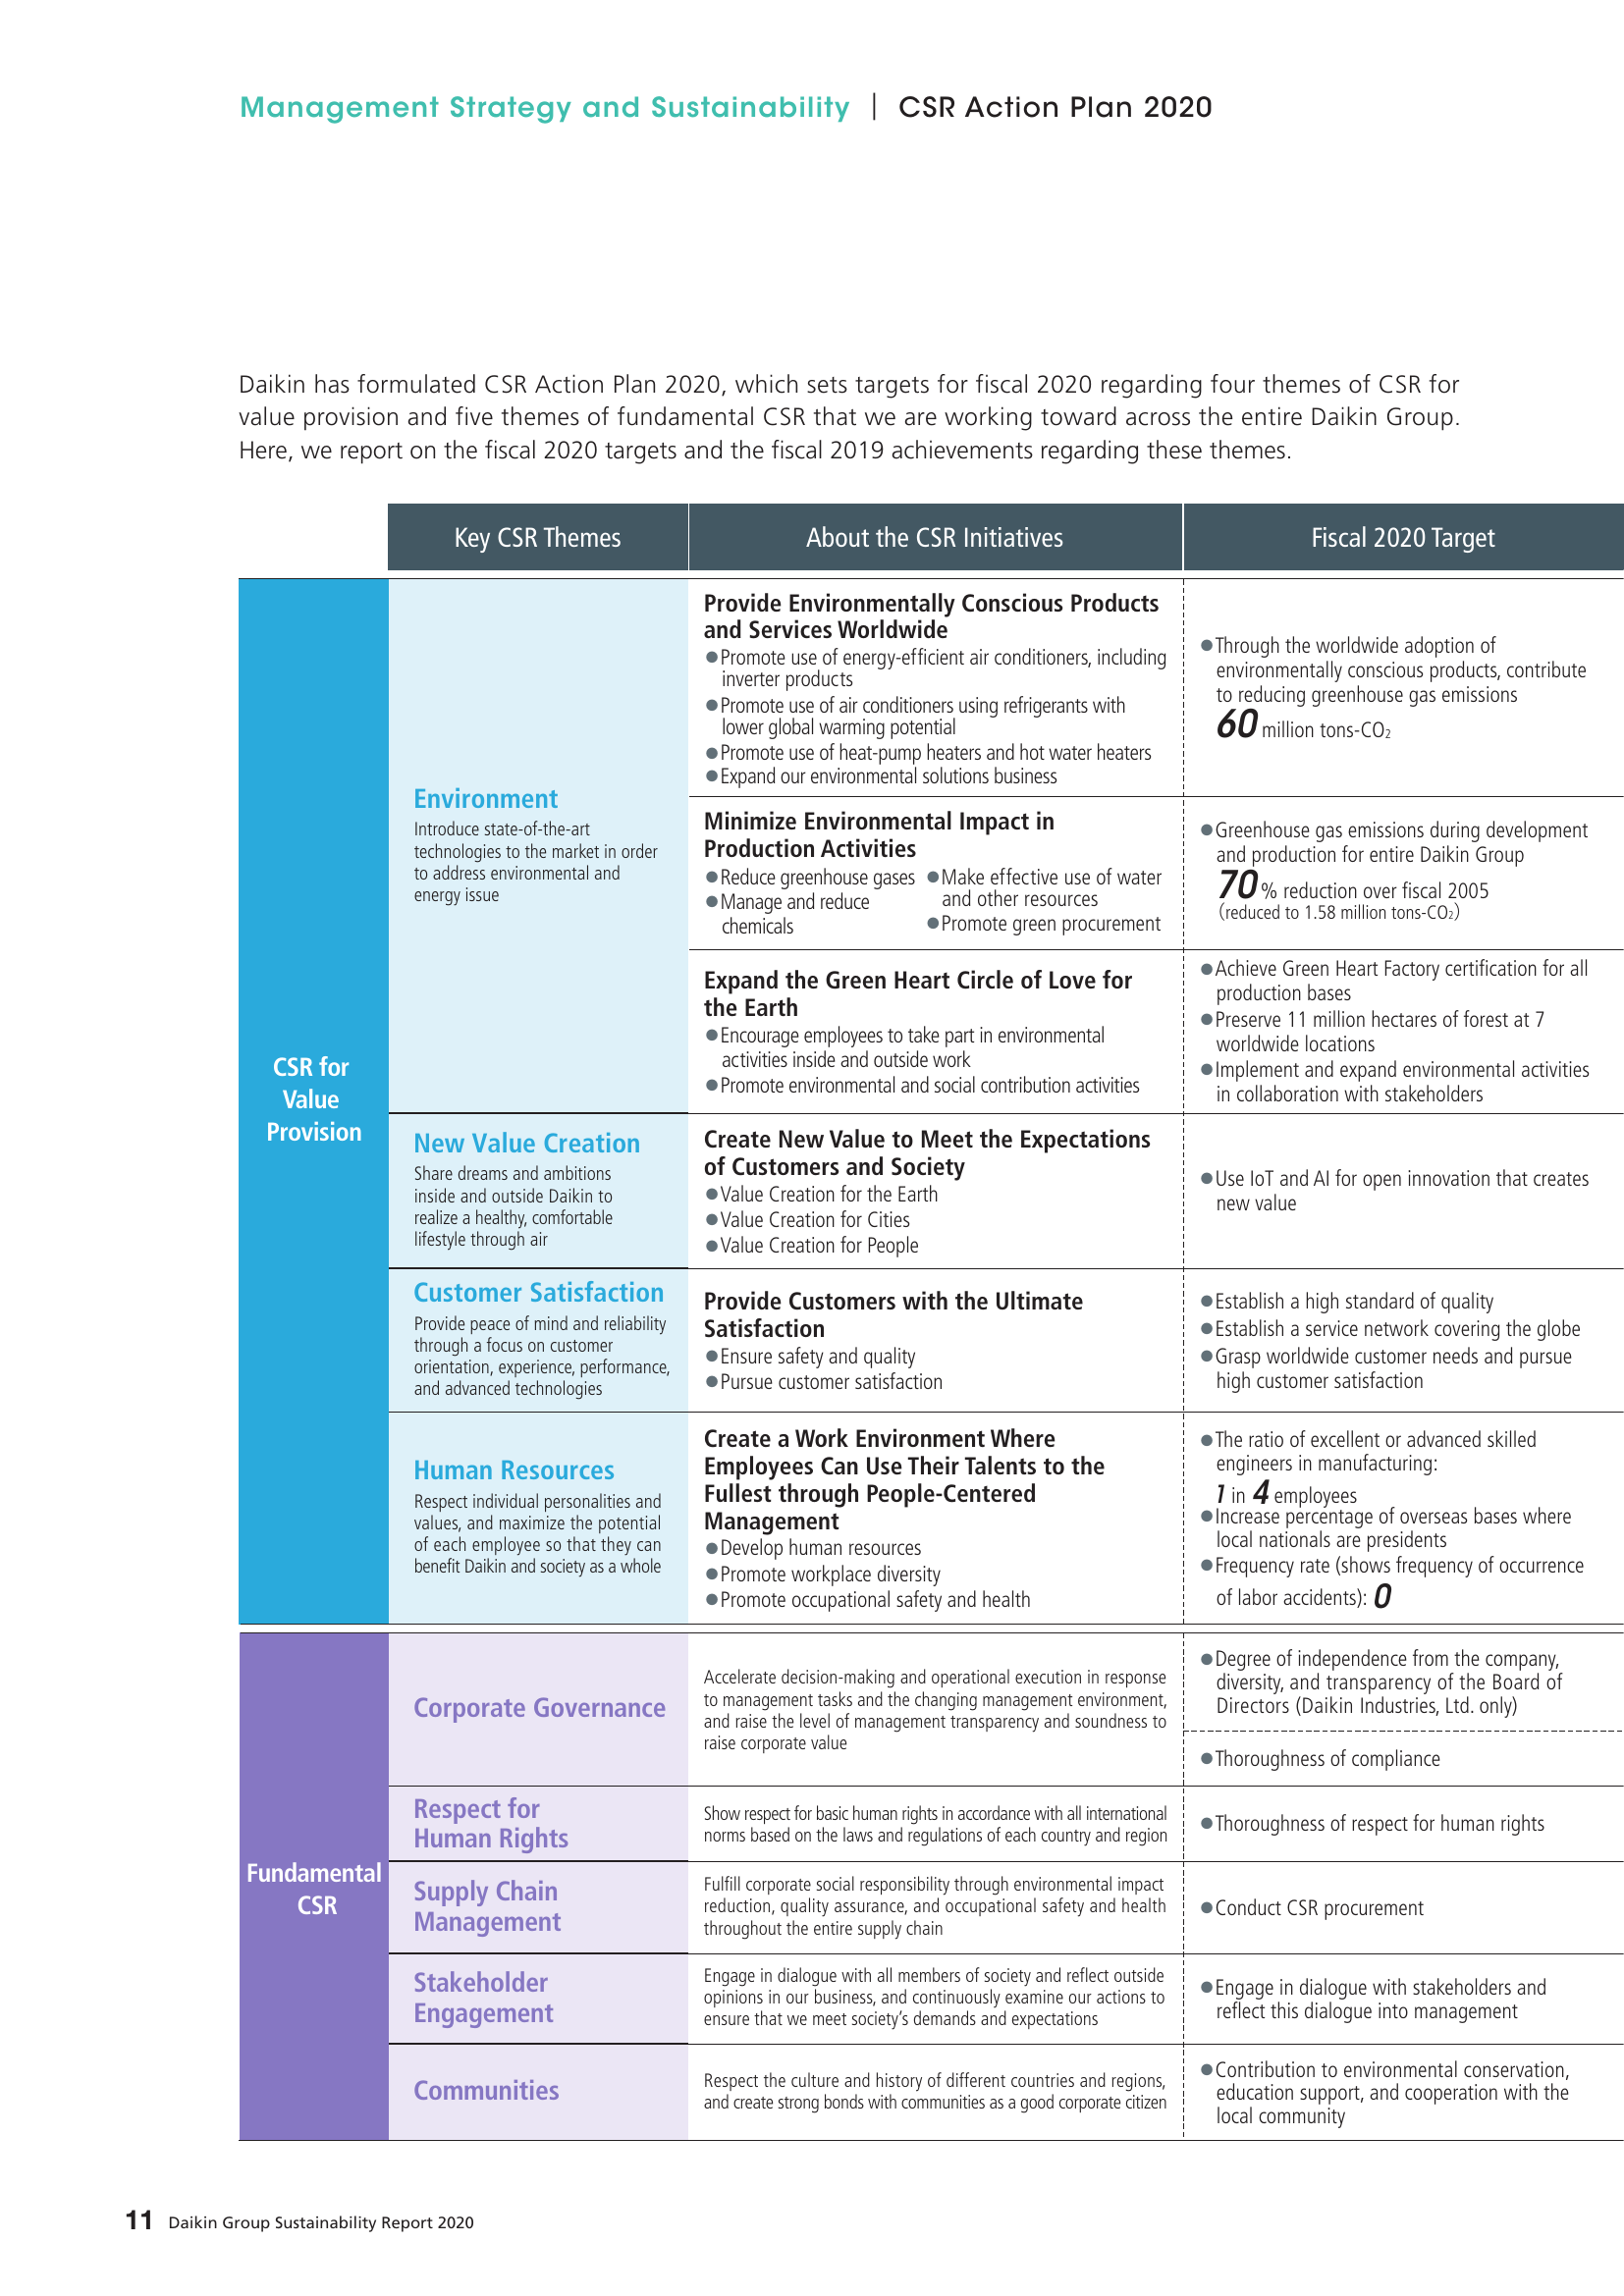 Management Strategy and Sustainability | CSR Action Plan 2020
Daikin has formulated CSR Action Plan 2020, which sets targets for fiscal 2020 regarding four themes of CSR for
value provision and five themes of fundamental CSR that we are working toward across the entire Daikin Group.
Here, we report on the fiscal 2020 targets and the fiscal 2019 achievements regarding these themes.
Key CSR Themes
About the CSR Initiatives
Fiscal 2020 Target
CSR for
Value
Provision
Environment
Introduce state-of-the-art
technologies to the market in order
to address environmental and
energy issue
Provide Environmentally Conscious Products
and Services Worldwide
●Promote use of energy-efficient air conditioners, including
inverter products
●Promote use of air conditioners using refrigerants with
lower global warming potential
●Promote use of heat-pump heaters and hot water heaters
●Expand our environmental solutions business
●Through the worldwide adoption of
environmentally conscious products, contribute
to reducing greenhouse gas emissions
60 million tons-CO₂
Minimize Environmental Impact in
Production Activities
●Reduce greenhouse gases
●Manage and reduce
chemicals
●Make effective use of water
and other resources
●Promote green procurement
●Greenhouse gas emissions during development
and production for entire Daikin Group
70% reduction over fiscal 2005
(reduced to 1.58 million tons-CO₂)
Expand the Green Heart Circle of Love for
the Earth
●Encourage employees to take part in environmental
activities inside and outside work
●Promote environmental and social contribution activities
●Achieve Green Heart Factory certification for all
production bases
●Preserve 11 million hectares of forest at 7
worldwide locations
●Implement and expand environmental activities
in collaboration with stakeholders
New Value Creation
Share dreams and ambitions
inside and outside Daikin to
realize a healthy, comfortable
lifestyle through air
Create New Value to Meet the Expectations
of Customers and Society
●Value Creation for the Earth
●Value Creation for Cities
●Value Creation for People
●Use IoT and AI for open innovation that creates
new value
Customer Satisfaction
Provide peace of mind and reliability
through a focus on customer
orientation, experience, performance,
and advanced technologies
Provide Customers with the Ultimate
Satisfaction
●Ensure safety and quality
●Pursue customer satisfaction
●Establish a high standard of quality
●Establish a service network covering the globe
●Grasp worldwide customer needs and pursue
high customer satisfaction
Human Resources
Respect individual personalities and
values, and maximize the potential
of each employee so that they can
benefit Daikin and society as a whole
Create a Work Environment Where
Employees Can Use Their Talents to the
Fullest through People-Centered
Management
●Develop human resources
●Promote workplace diversity
●Promote occupational safety and health
●The ratio of excellent or advanced skilled
engineers in manufacturing:
1 in 4 employees
●Increase percentage of overseas bases where
local nationals are presidents
●Frequency rate (shows frequency of occurrence
of labor accidents): 0
Fundamental
CSR
Corporate Governance
Accelerate decision-making and operational execution in response
to management tasks and the changing management environment,
and raise the level of management transparency and soundness to
raise corporate value
●Degree of independence from the company,
diversity, and transparency of the Board of
Directors (Daikin Industries, Ltd. only)
●Thoroughness of compliance
Respect for
Human Rights
Show respect for basic human rights in accordance with all international
norms based on the laws and regulations of each country and region
●Thoroughness of respect for human rights
Supply Chain
Management
Fulfill corporate social responsibility through environmental impact
reduction, quality assurance, and occupational safety and health
throughout the entire supply chain
●Conduct CSR procurement
Stakeholder
Engagement
Engage in dialogue with all members of society and reflect outside
opinions in our business, and continuously examine our actions to
ensure that we meet society's demands and expectations
●Engage in dialogue with stakeholders and
reflect this dialogue into management
Communities
Respect the culture and history of different countries and regions,
and create strong bonds with communities as a good corporate citizen
●Contribution to environmental conservation,
education support, and cooperation with the
local community
11 Daikin Group Sustainability Report 2020